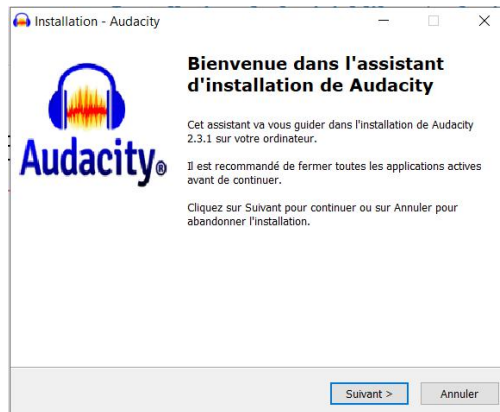 Installation - Audacity
Bienvenue dans l'assistant
d'installation de Audacity
Cet assistant va vous guider dans l'installation de Audacity
2.3.1 sur votre ordinateur.
Il est recommandé de fermer toutes les applications actives
avant de continuer.
Cliquez sur Suivant pour continuer ou sur Annuler pour
abandonner l'installation.
Audacity®
Suivant >
Annuler